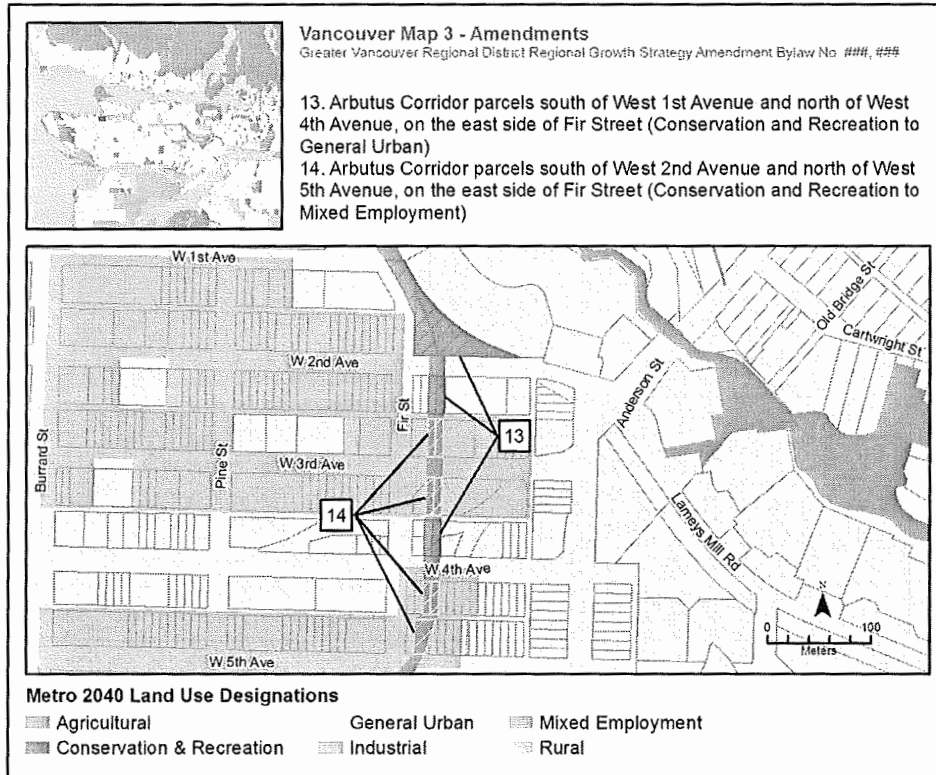 Vancouver Map 3 - Amendments
Greater Vancouver Regional District Regional Growth Strategy Amendment Bylaw No. ###, ###
13. Arbutus Corridor parcels south of West 1st Avenue and north of West
4th Avenue, on the east side of Fir Street (Conservation and Recreation to
General Urban)
14. Arbutus Corridor parcels south of West 2nd Avenue and north of West
5th Avenue, on the east side of Fir Street (Conservation and Recreation to
Mixed Employment)
W 1st Ave
Old Bridge St
Cartwright St
W 2nd Ave
Anderson St
Fir St
13
Burrard St
Pine St
W 3rd Ave
14
Lameys Mill Rd
W 4th Ave
0 100
Meters
W 5th Ave
Metro 2040 Land Use Designations
Agricultural General Urban Mixed Employment
Conservation & Recreation Industrial Rural